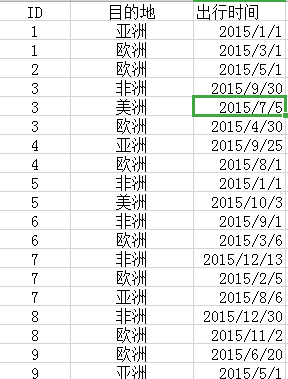 ID 目的地 出行时间
1 亚洲 2015/1/1
1 欧洲 2015/3/1
2 欧洲 2015/5/1
3 非洲 2015/9/30
3 美洲 2015/7/5
3 欧洲 2015/4/30
4 亚洲 2015/9/25
4 欧洲 2015/8/1
5 非洲 2015/1/1
5 美洲 2015/10/3
6 非洲 2015/9/1
6 欧洲 2015/3/6
7 非洲 2015/12/13
7 欧洲 2015/2/5
7 亚洲 2015/8/6
8 非洲 2015/12/30
8 欧洲 2015/11/2
9 欧洲 2015/6/20
9 亚洲 2015/5/1